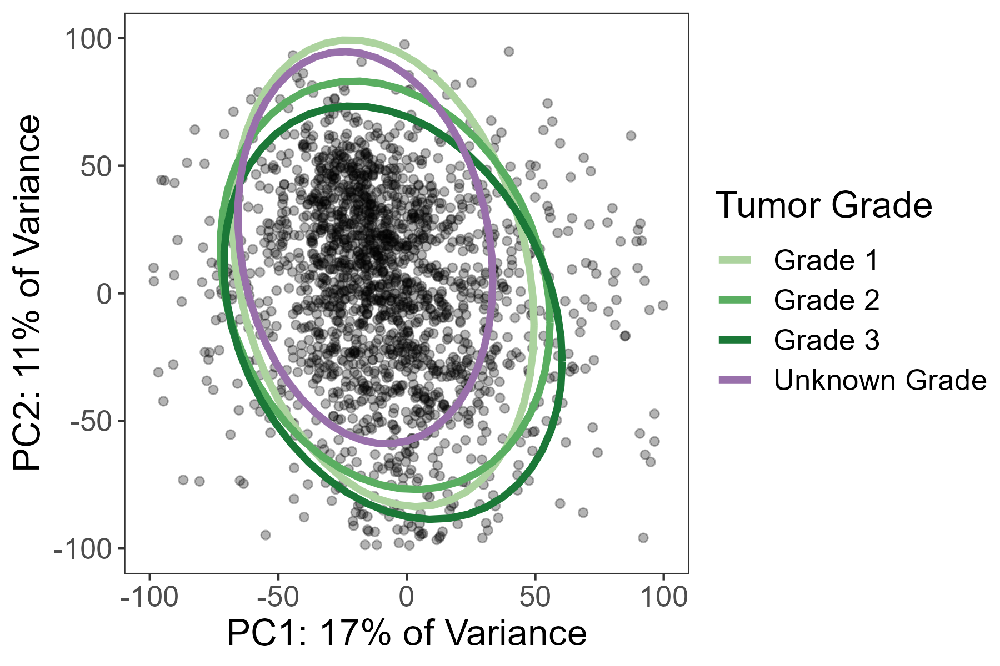 100
50
0
-50
-100
-100
-50
0
50
100
PC1: 17% of Variance
PC2: 11% of Variance
Tumor Grade
Grade 1
Grade 2
Grade 3
Unknown Grade